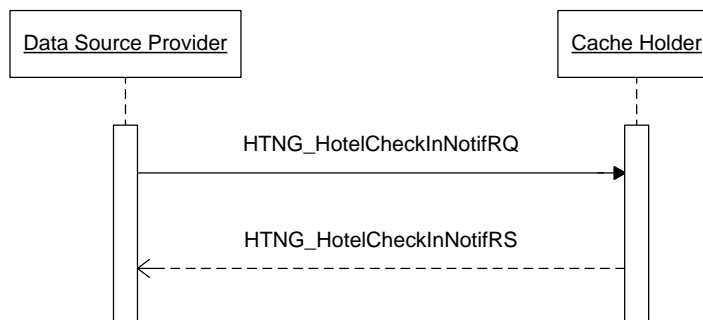 Data Source Provider
Cache Holder
HTNG_HotelCheckInNotifRQ
HTNG_HotelCheckInNotifRS